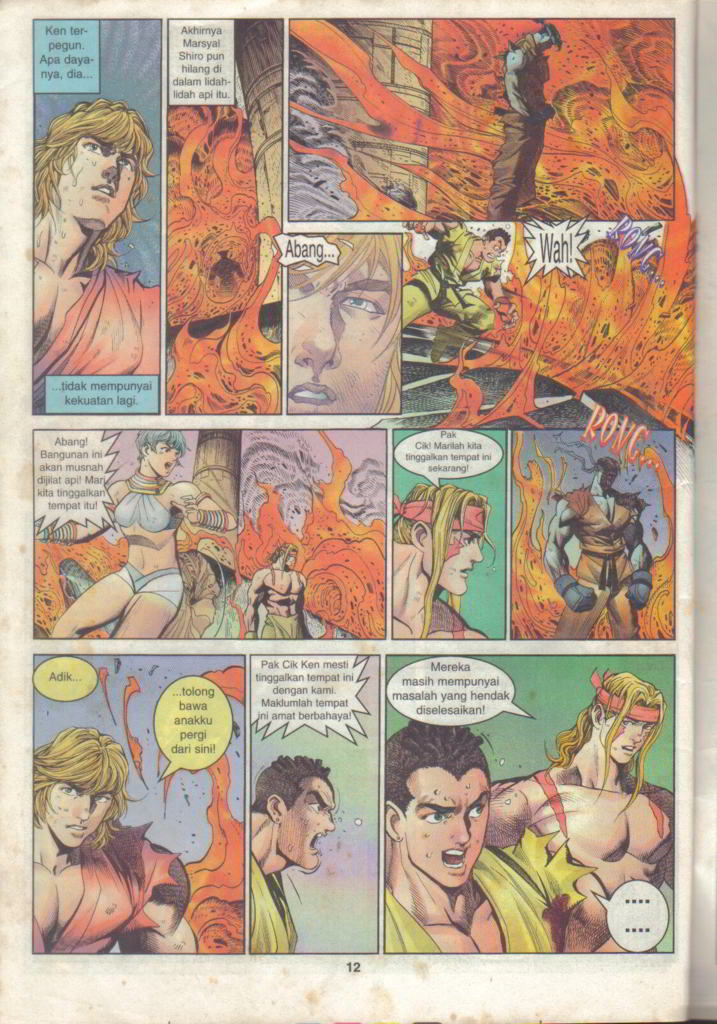 Ken ter-
pegun.
Apa daya-
nya, dia...
...tidak mempunyai
kekuatan lagi.
Akhirnya
Marsyal
Shiro pun
hilang di
dalam lidah-
lidah api itu.
Abang...
Wah!
RONG...
Abang!
Bangunan ini
akan musnah
dijilat api! Mari
kita tinggalkan
tempat itu!
Pak
Cik! Marilah kita
tinggalkan tempat ini
sekarang!
RONG...
Adik...
...tolong
bawa
anakku
pergi
dari sini!
Pak Cik Ken mesti
tinggalkan tempat ini
dengan kami.
Maklumlah tempat
ini amat berbahaya!
Mereka
masih mempunyai
masalah yang hendak
diselesaikan!
....
....
12